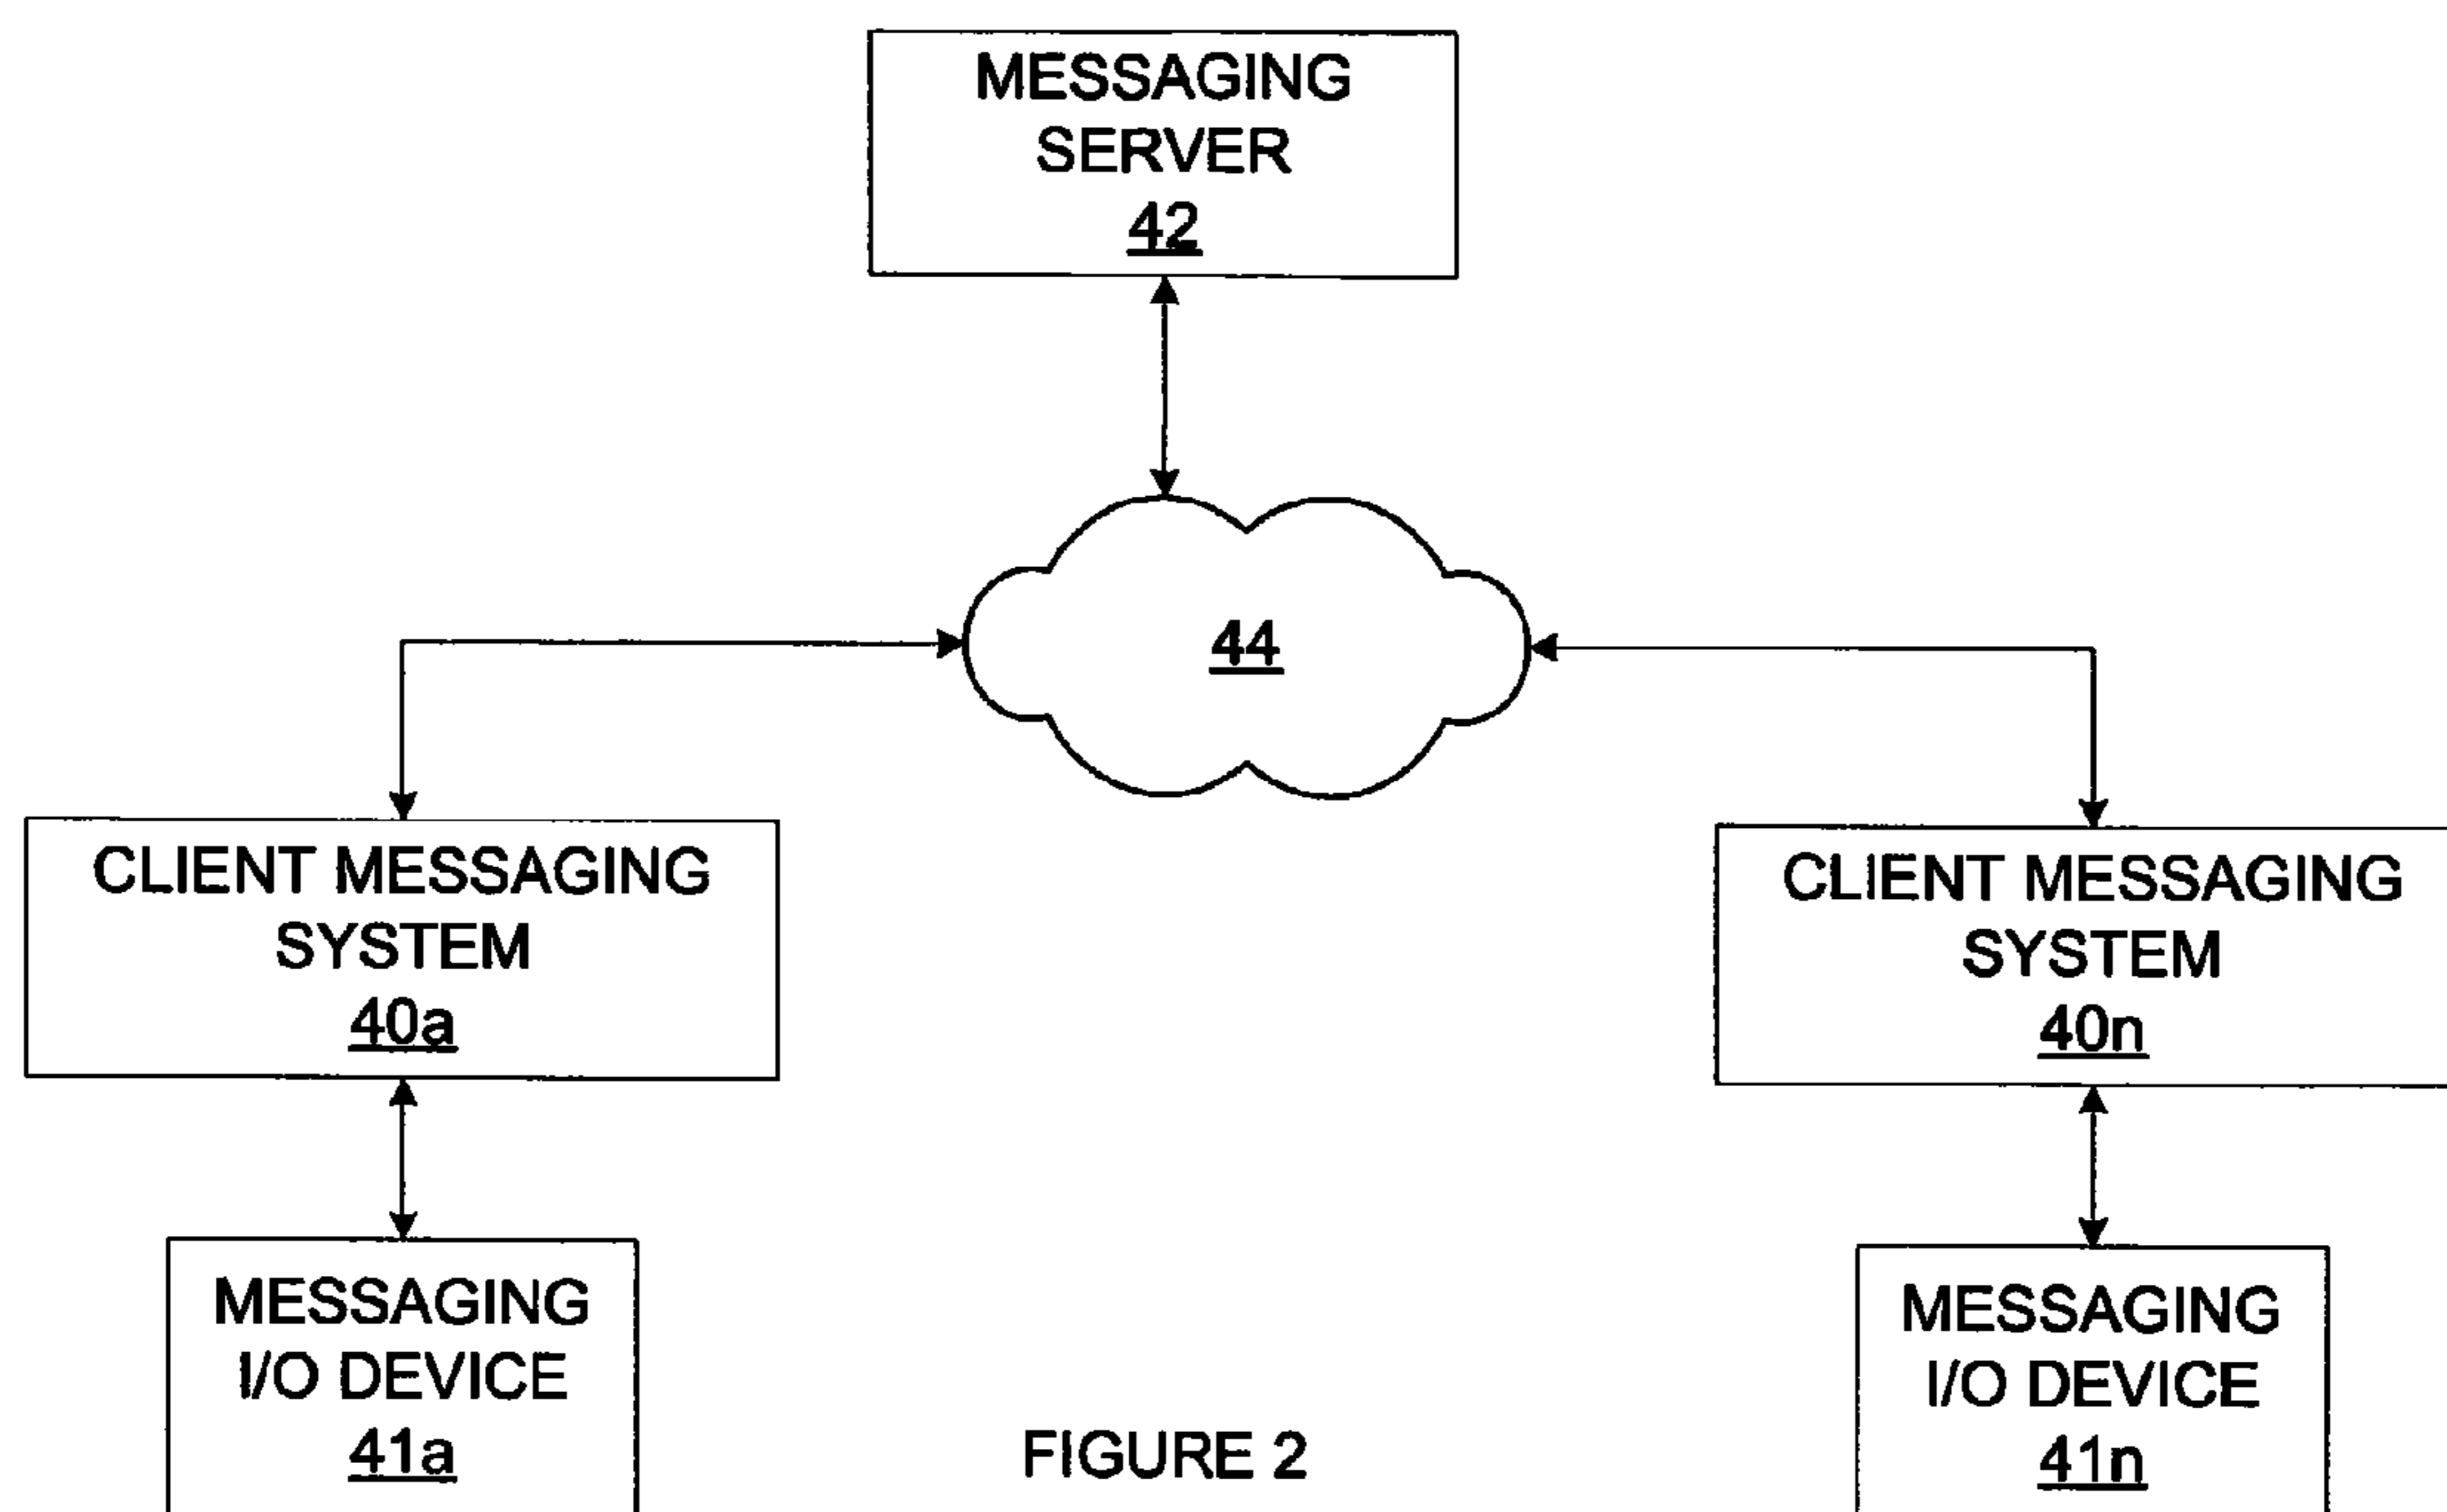 MESSAGING
SERVER
42
44
CLIENT MESSAGING
SYSTEM
40a
CLIENT MESSAGING
SYSTEM
40n
MESSAGING
I/O DEVICE
41a
MESSAGING
I/O DEVICE
41n
FIGURE 2